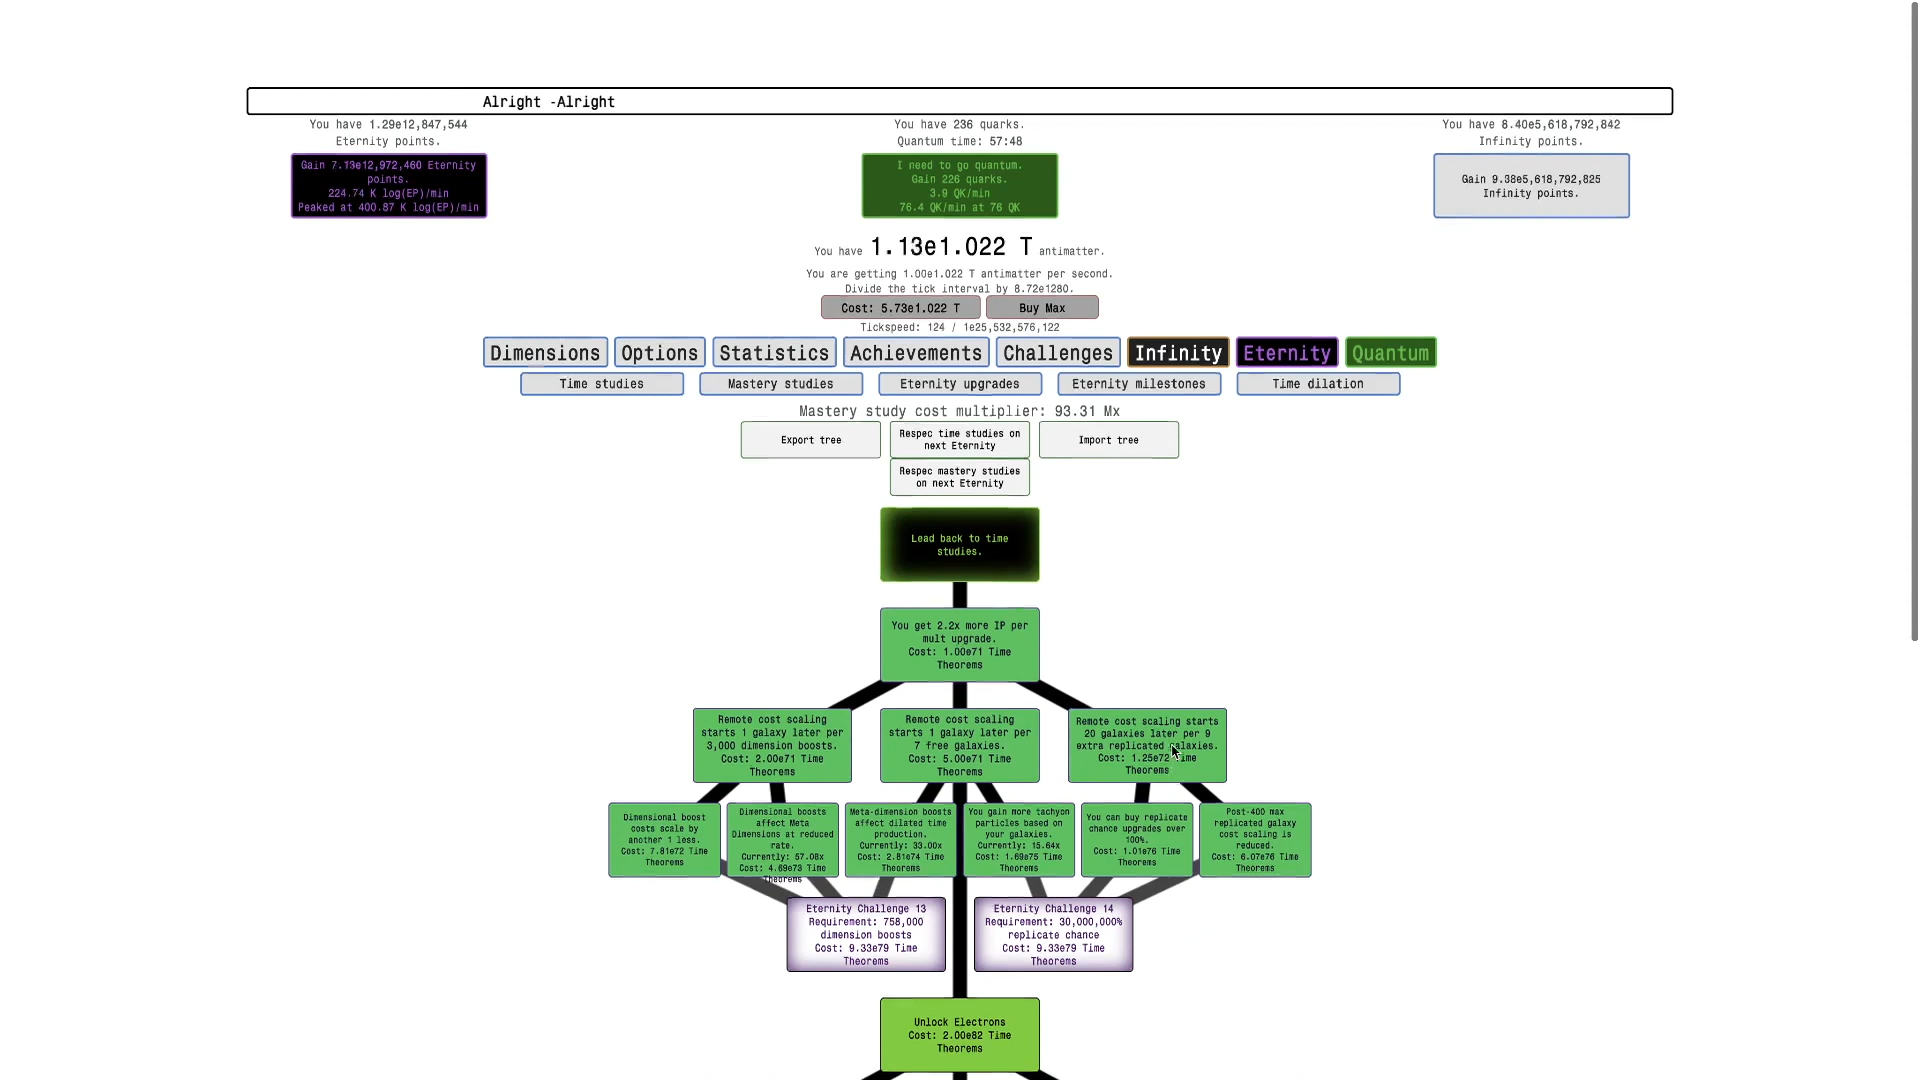 Alright -Alright
You have 1.29e12,847,544
Eternity points.
You have 236 quarks.
Quantum time: 57:48
You have 8.40e5,618,792,842
Infinity points.
Gain 7.13e12,972,460 Eternity
points.
224.74 K log(EP)/min
Peaked at 400.87 K log(EP)/min
I need to go quantum.
Gain 226 quarks.
3.9 QK/min
76.4 QK/min at 76 QK
Gain 9.38e5,618,792,825
Infinity points.
You have 1.13e1.022 T antimatter.
You are getting 1.00e1.022 T antimatter per second.
Divide the tick interval by 8.72e1280.
Cost: 5.73e1.022 T
Buy Max
Tickspeed: 124 / 1e25,532,576,122
Dimensions
Options
Statistics
Achievements
Challenges
Infinity
Eternity
Quantum
Time studies
Mastery studies
Eternity upgrades
Eternity milestones
Time dilation
Mastery study cost multiplier: 93.31 Mx
Export tree
Respec time studies on
next Eternity
Import tree
Respec mastery studies
on next Eternity
Lead back to time
studies.
You get 2.2x more IP per
mult upgrade.
Cost: 1.00e71 Time
Theorems
Remote cost scaling
starts 1 galaxy later per
3,000 dimension boosts.
Cost: 2.00e71 Time
Theorems
Remote cost scaling
starts 1 galaxy later per
7 free galaxies.
Cost: 5.00e71 Time
Theorems
Remote cost scaling starts
20 galaxies later per 9
extra replicated galaxies.
Cost: 1.25e72 Time
Theorems
Dimensional boost
costs scale by
another 1 less.
Cost: 7.81e72 Time
Theorems
Dimensional boosts
affect Meta
Dimensions at reduced
rate.
Currently: 57.08x
Cost: 4.69e73 Time
Theorems
Meta-dimension boosts
affect dilated time
production.
Currently: 33.00x
Cost: 2.81e74 Time
Theorems
You gain more tachyon
particles based on
your galaxies.
Currently: 15.64x
Cost: 1.69e75 Time
Theorems
You can buy replicate
chance upgrades over
100%.
Cost: 1.01e76 Time
Theorems
Post-400 max
replicated galaxy
cost scaling is
reduced.
Cost: 6.07e76 Time
Theorems
Eternity Challenge 13
Requirement: 758,000
dimension boosts
Cost: 9.33e79 Time
Theorems
Eternity Challenge 14
Requirement: 30,000,000%
replicate chance
Cost: 9.33e79 Time
Theorems
Unlock Electrons
Cost: 2.00e82 Time
Theorems